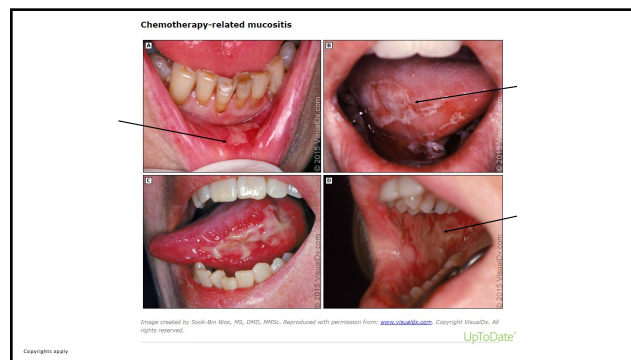 Chemotherapy-related mucositis
A
B
© 2015 VisualDx.com
© 2015 VisualDx.com
C
D
© 2015 VisualDx.com
© 2015 VisualDx.com
Image created by Sook-Bin Woo, MS, DMD, MMSc. Reproduced with permission from: www.visualdx.com. Copyright VisualDx. All
rights reserved.
UpToDate®
Copyrights apply